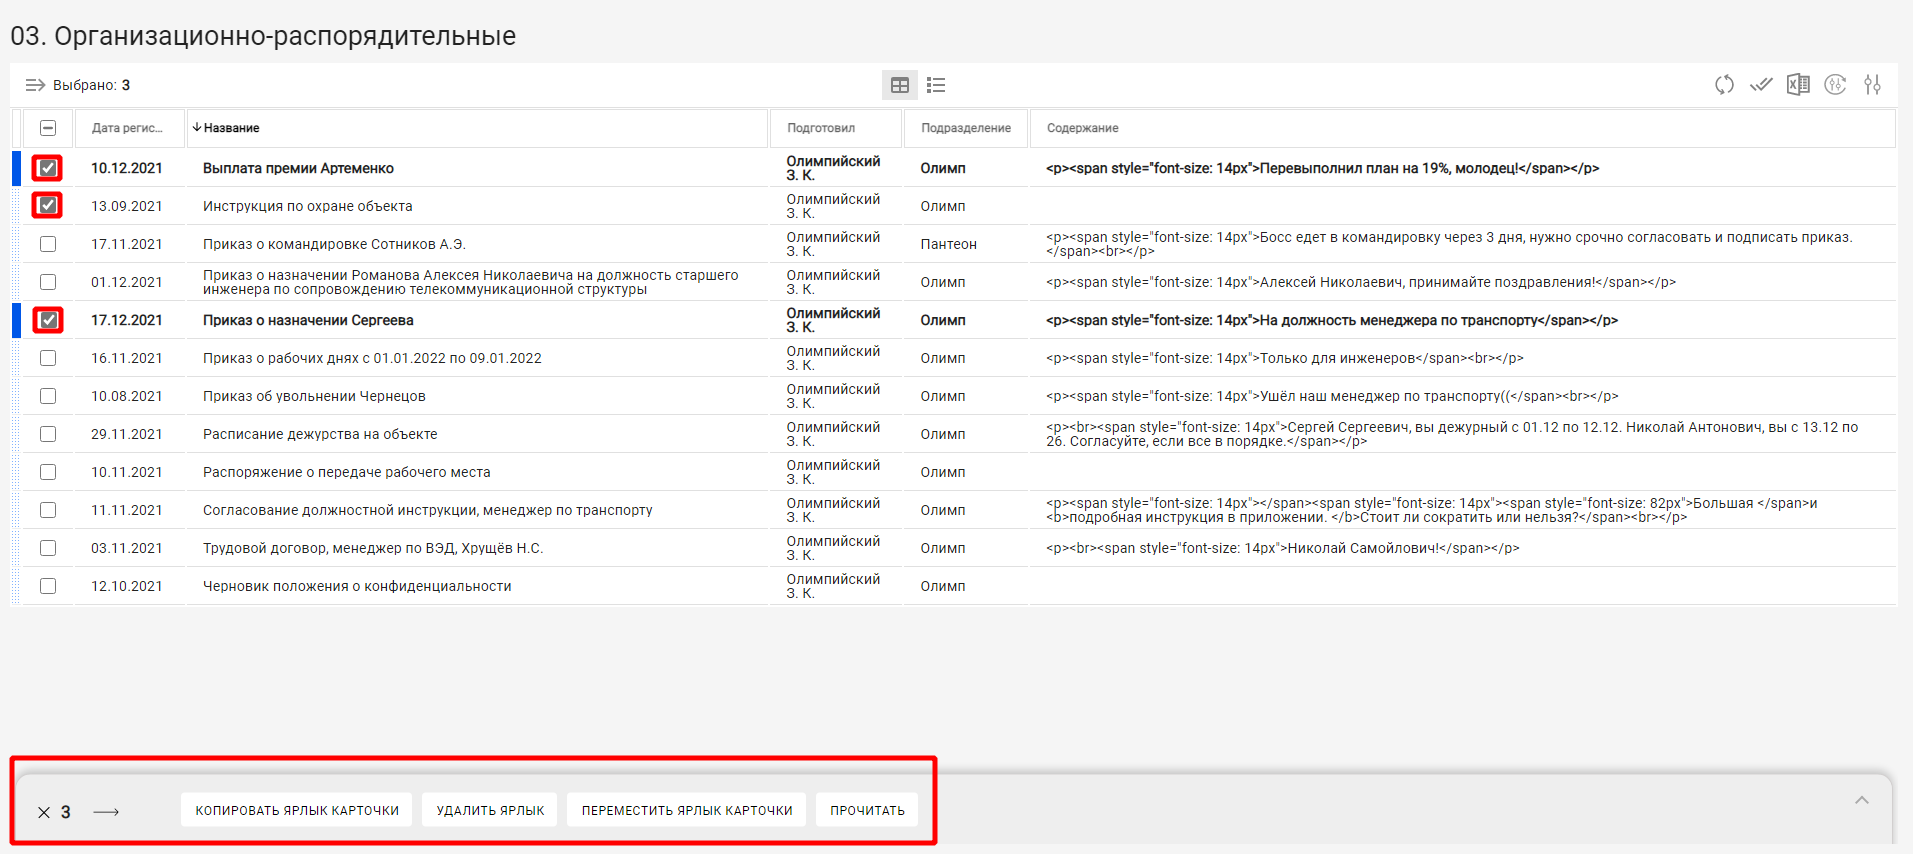 03. Организационно-распорядительные
Выбрано: 3
Дата регис... Название Подготовил Подразделение Содержание
10.12.2021 Выплата премии Артеменко Олимпийский З. К. Олимп <p><span style="font-size: 14px">Перевыполнил план на 19%, молодец!</span></p>
13.09.2021 Инструкция по охране объекта Олимпийский З. К. Олимп
17.11.2021 Приказ о командировке Сотников А.Э. Олимпийский З. К. Пантеон <p><span style="font-size: 14px">Босс едет в командировку через 3 дня, нужно срочно согласовать и подписать приказ.</span><br></p>
01.12.2021 Приказ о назначении Романова Алексея Николаевича на должность старшего инженера по сопровождению телекоммуникационной структуры Олимпийский З. К. Олимп <p><span style="font-size: 14px">Алексей Николаевич, принимайте поздравления!</span></p>
17.12.2021 Приказ о назначении Сергеева Олимпийский З. К. Олимп <p><span style="font-size: 14px">На должность менеджера по транспорту</span></p>
16.11.2021 Приказ о рабочих днях с 01.01.2022 по 09.01.2022 Олимпийский З. К. Олимп <p><span style="font-size: 14px">Только для инженеров</span><br></p>
10.08.2021 Приказ об увольнении Чернецов Олимпийский З. К. Олимп <p><span style="font-size: 14px">Ушёл наш менеджер по транспорту((</span><br></p>
29.11.2021 Расписание дежурства на объекте Олимпийский З. К. Олимп <p><br><span style="font-size: 14px">Сергей Сергеевич, вы дежурный с 01.12 по 12.12. Николай Антонович, вы с 13.12 по 26. Согласуйте, если все в порядке.</span></p>
10.11.2021 Распоряжение о передаче рабочего места Олимпийский З. К. Олимп
11.11.2021 Согласование должностной инструкции, менеджер по транспорту Олимпийский З. К. Олимп <p><span style="font-size: 14px"></span><span style="font-size: 14px"><span style="font-size: 82px">Большая </span>и <b>подробная инструкция в приложении. </b>Стоит ли сократить или нельзя?</span><br></p>
03.11.2021 Трудовой договор, менеджер по ВЭД, Хрущёв Н.С. Олимпийский З. К. Олимп <p><br><span style="font-size: 14px">Николай Самойлович!</span></p>
12.10.2021 Черновик положения о конфиденциальности Олимпийский З. К. Олимп
3 КОПИРОВАТЬ ЯРЛЫК КАРТОЧКИ УДАЛИТЬ ЯРЛЫК ПЕРЕМЕСТИТЬ ЯРЛЫК КАРТОЧКИ ПРОЧИТАТЬ